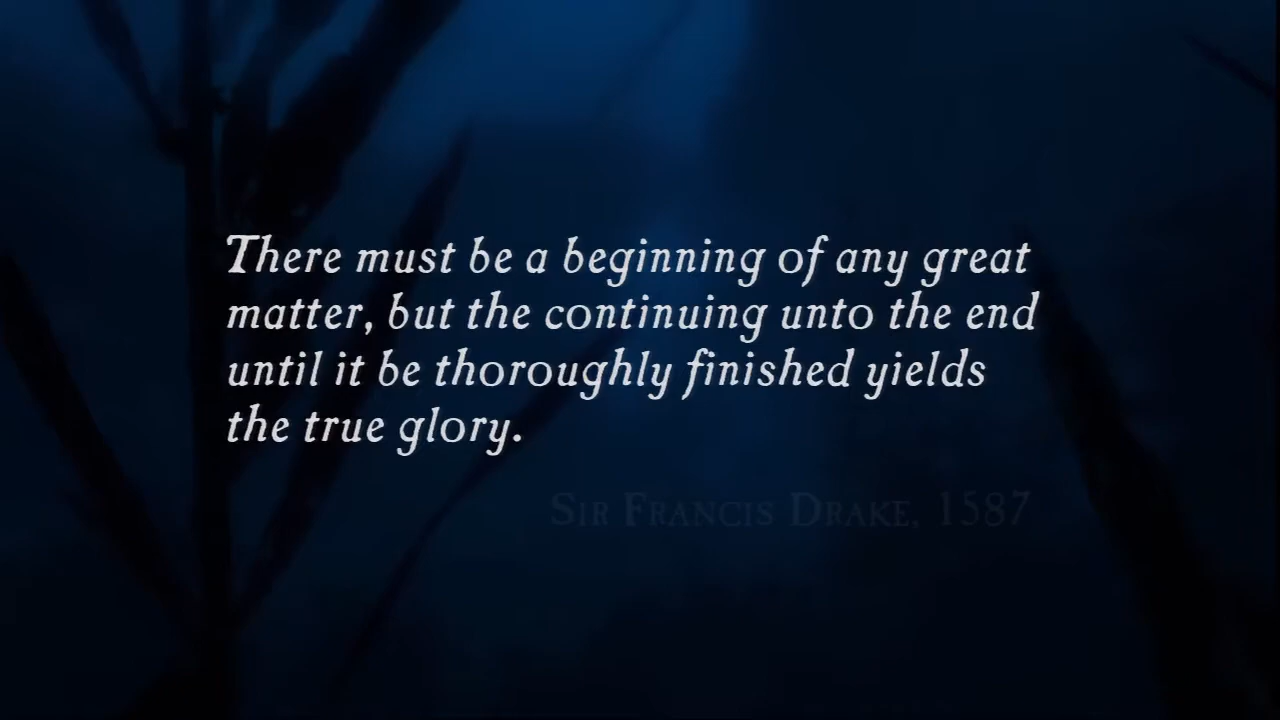 There must be a beginning of any great
matter, but the continuing unto the end
until it be thoroughly finished yields
the true glory.
Sir Francis Drake, 1587